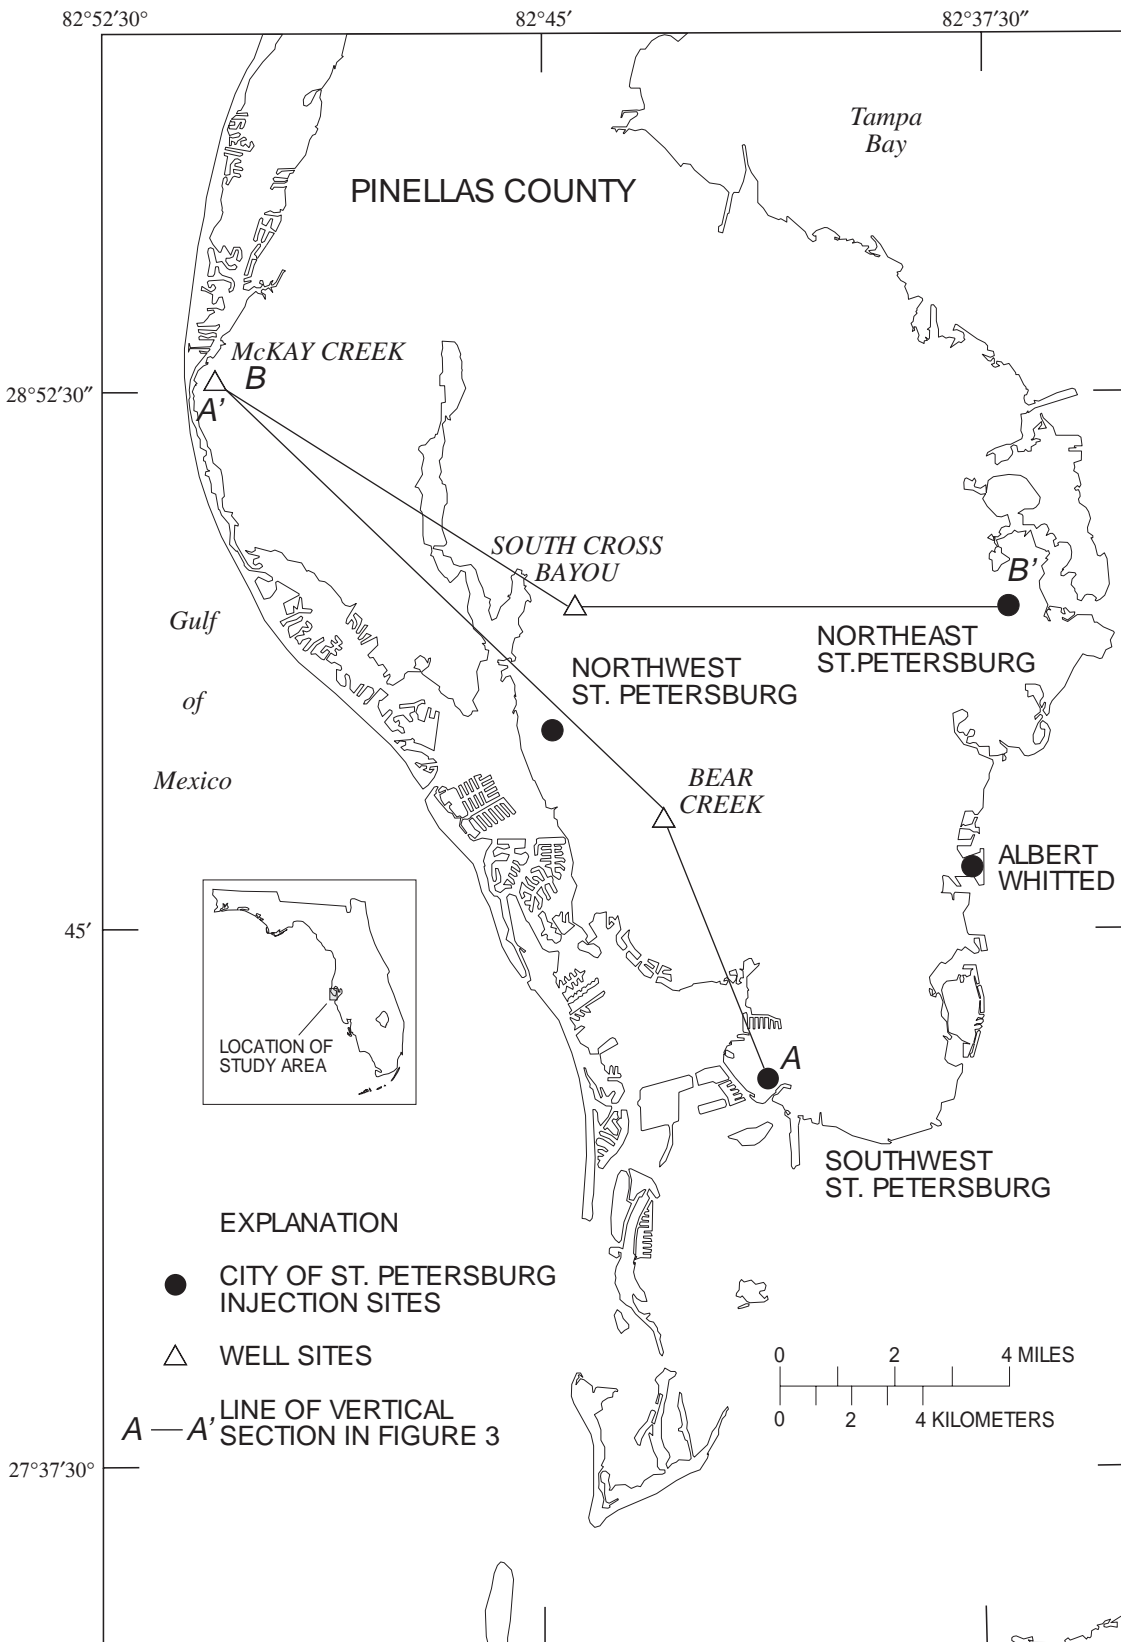 82°52′30° 82°45′ 82°37′30″
Tampa
Bay
PINELLAS COUNTY
McKAY CREEK
B
28°52′30″
A'
SOUTH CROSS
BAYOU
B'
Gulf
of
Mexico
NORTHEAST
ST.PETERSBURG
NORTHWEST
ST. PETERSBURG
BEAR
CREEK
ALBERT
WHITTED
45′
LOCATION OF
STUDY AREA
A
SOUTHWEST
ST. PETERSBURG
EXPLANATION
CITY OF ST. PETERSBURG
INJECTION SITES
WELL SITES
A — A' LINE OF VERTICAL
SECTION IN FIGURE 3
0 2 4 MILES
0 2 4 KILOMETERS
27°37′30°